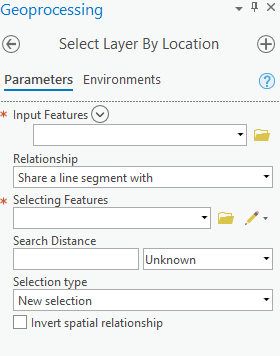 Geoprocessing
Select Layer By Location
Parameters Environments
* Input Features
Relationship
Share a line segment with
* Selecting Features
Search Distance
Unknown
Selection type
New selection
Invert spatial relationship